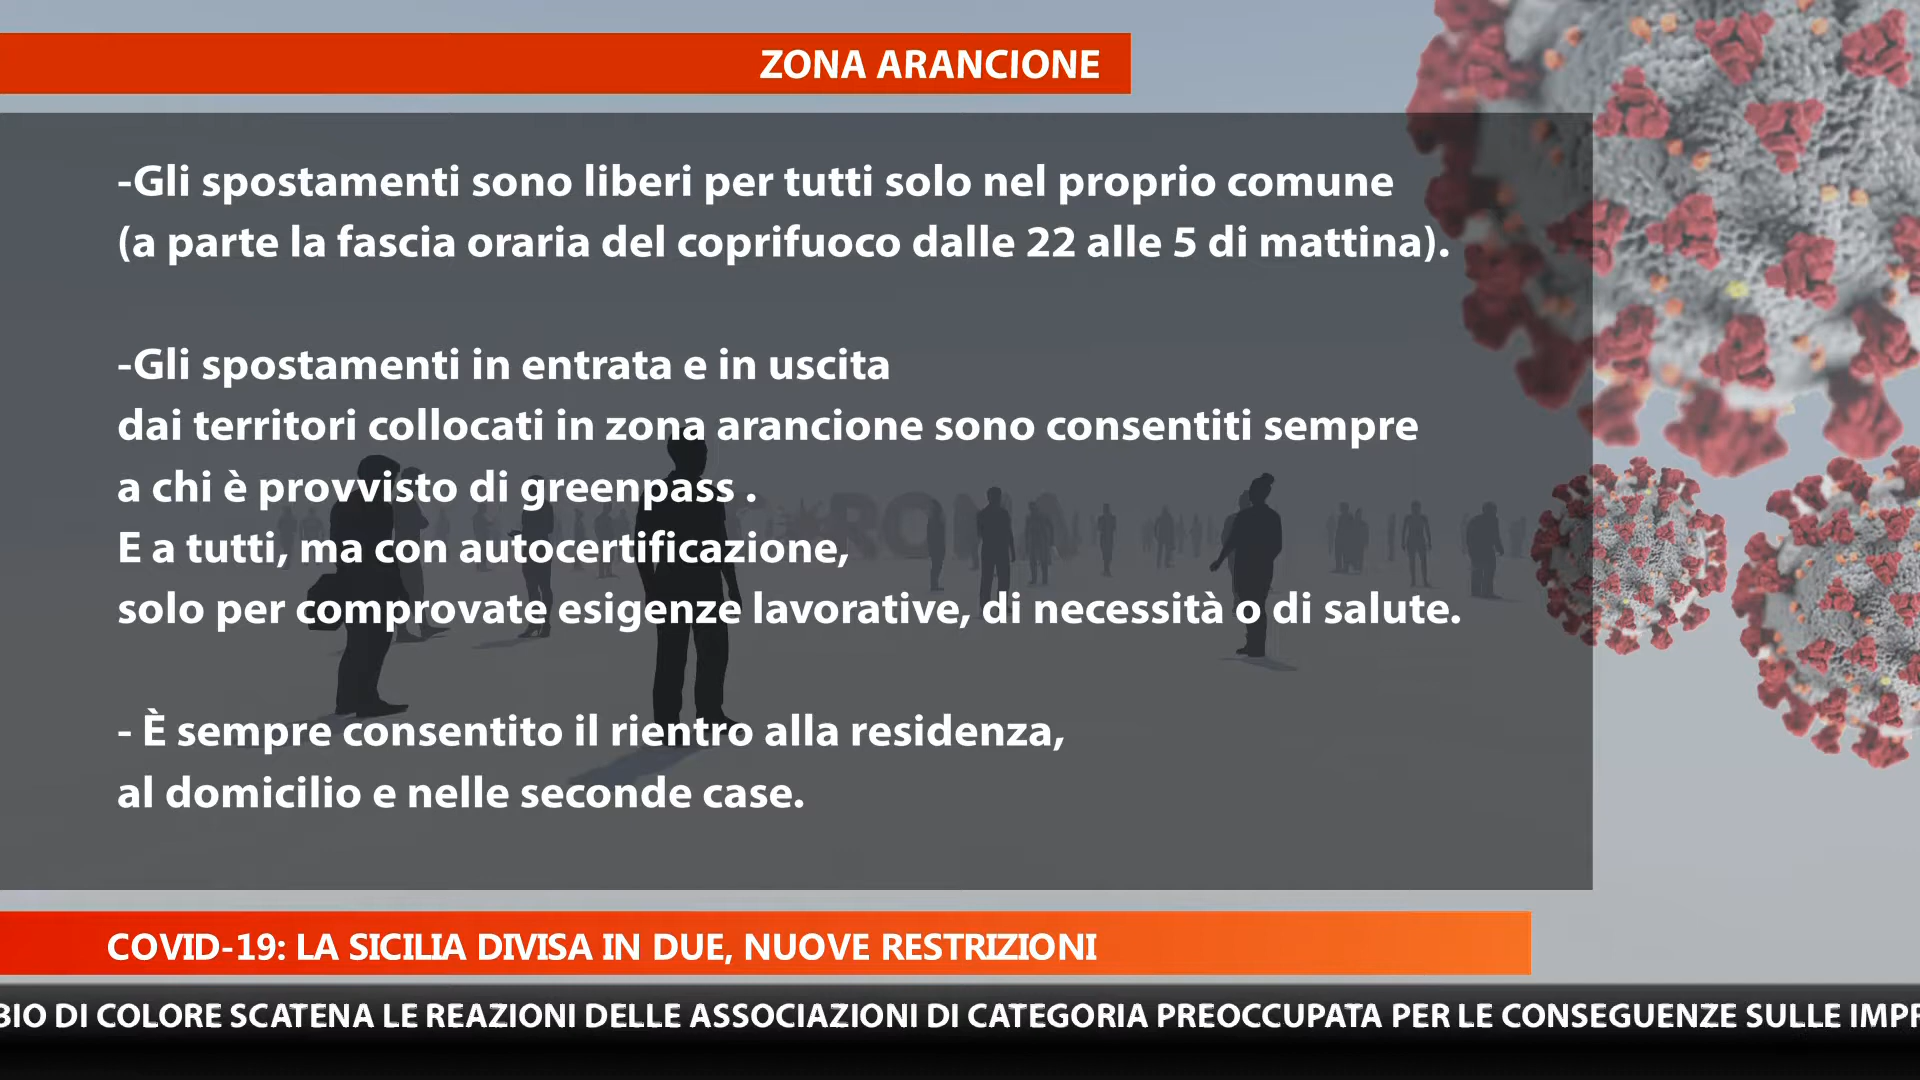 ZONA ARANCIONE
-Gli spostamenti sono liberi per tutti solo nel proprio comune
(a parte la fascia oraria del coprifuoco dalle 22 alle 5 di mattina).
-Gli spostamenti in entrata e in uscita
dai territori collocati in zona arancione sono consentiti sempre
a chi è provvisto di greenpass .
E a tutti, ma con autocertificazione,
solo per comprovate esigenze lavorative, di necessità o di salute.
- È sempre consentito il rientro alla residenza,
al domicilio e nelle seconde case.
COVID-19: LA SICILIA DIVISA IN DUE, NUOVE RESTRIZIONI
DI COLORE SCATENA LE REAZIONI DELLE ASSOCIAZIONI DI CATEGORIA PREOCCUPATA PER LE CONSEGUENZE SULLE